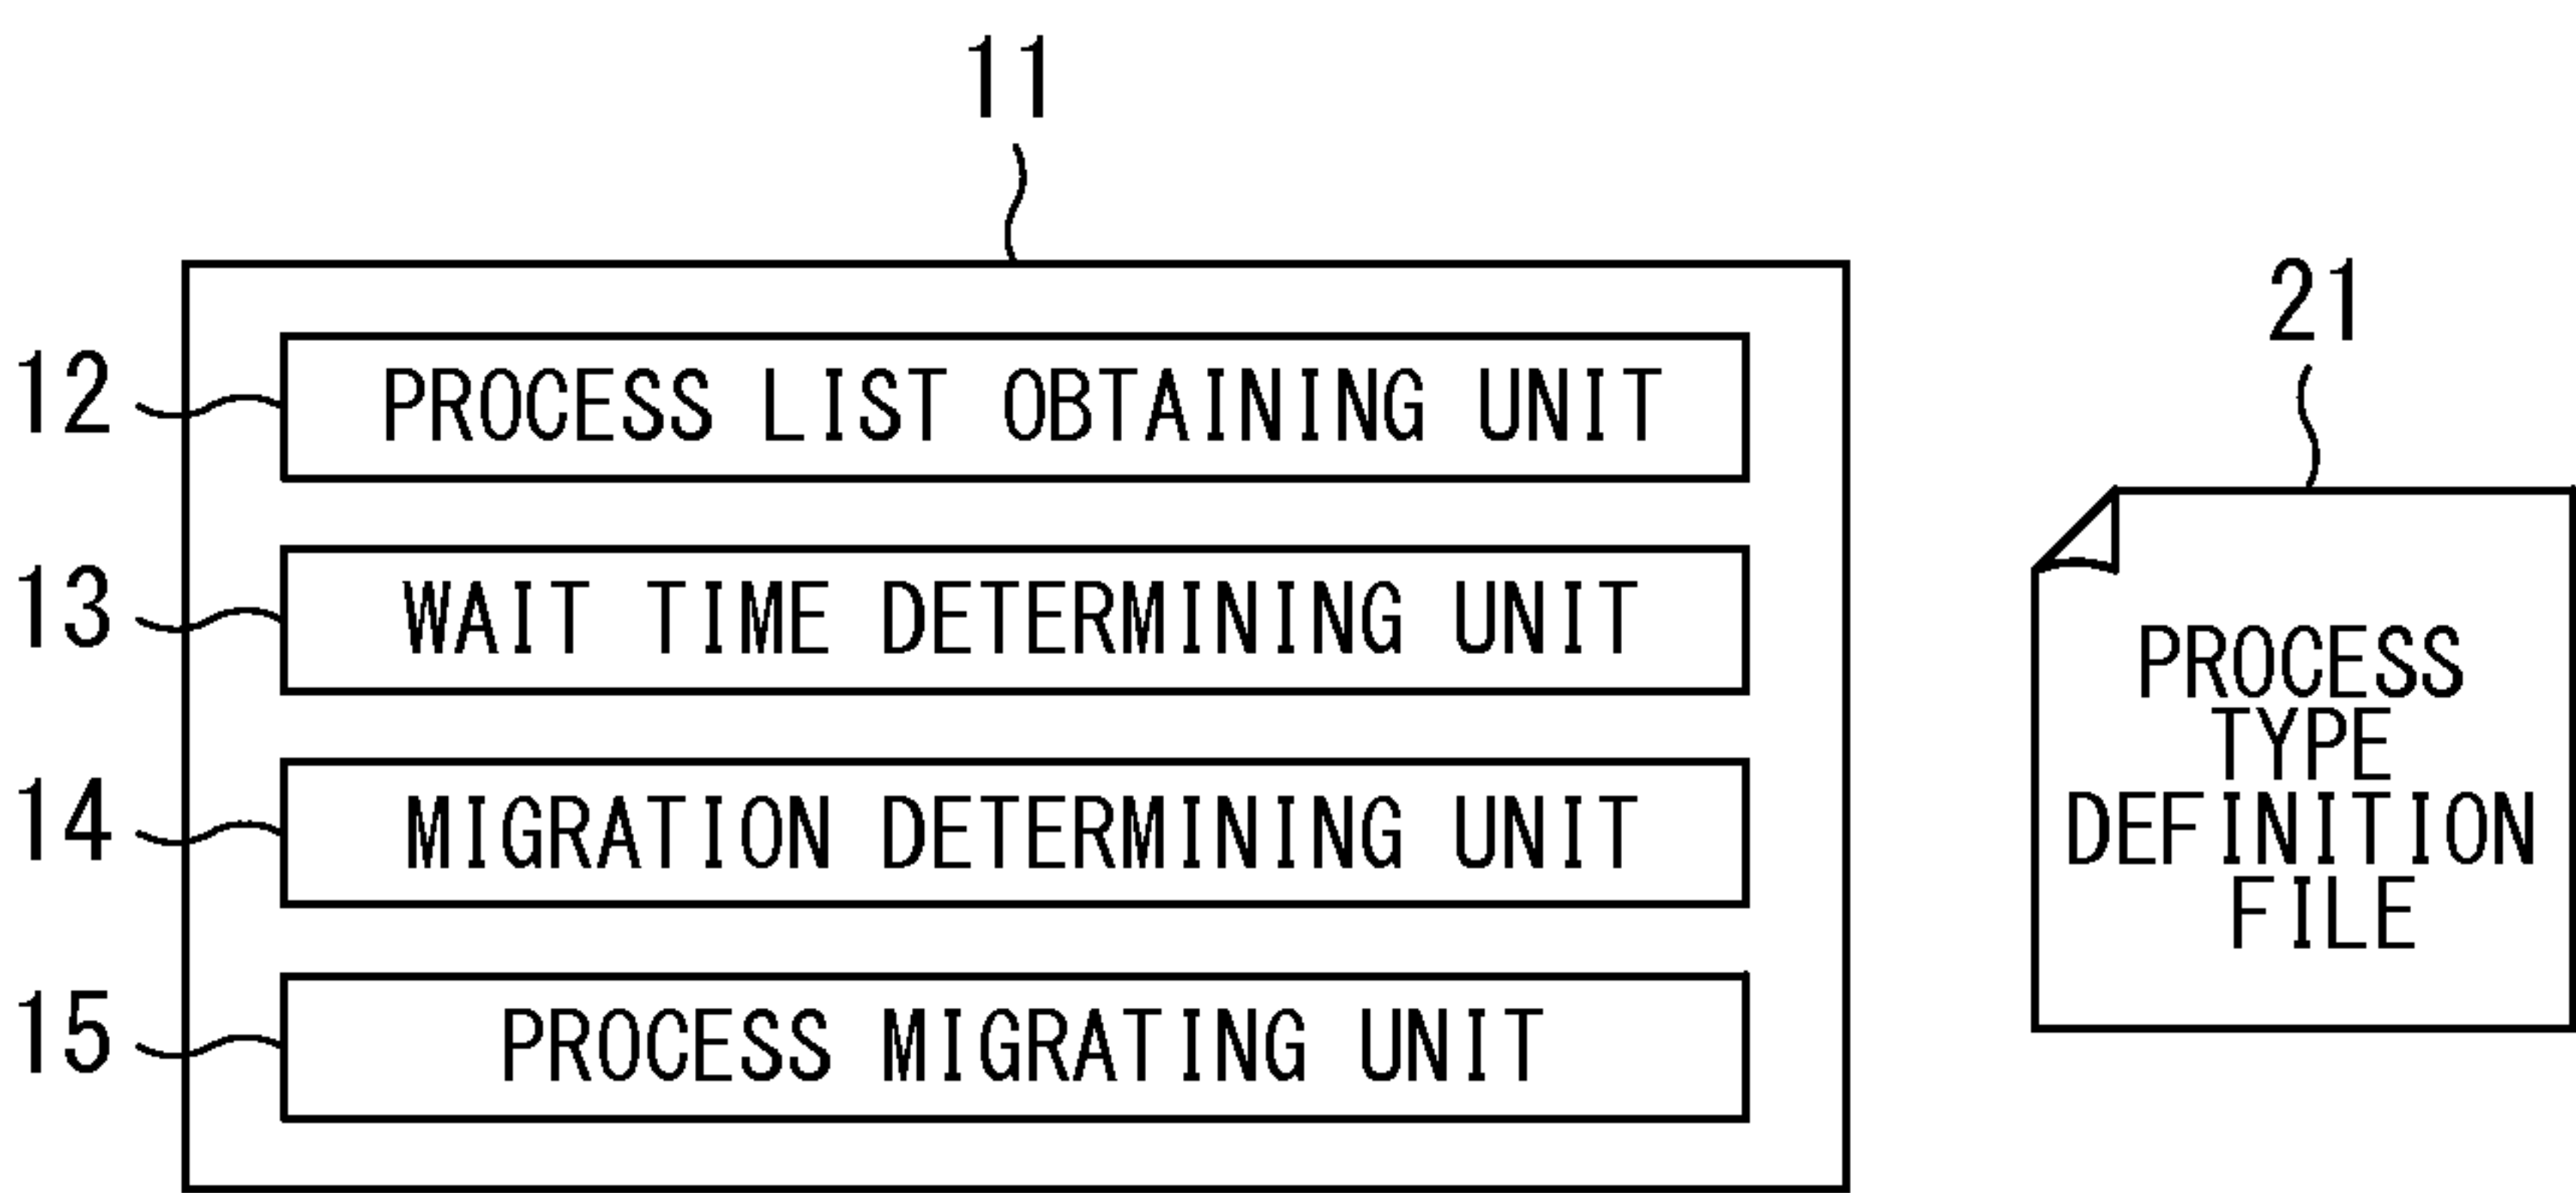 11
12 PROCESS LIST OBTAINING UNIT
13 WAIT TIME DETERMINING UNIT
14 MIGRATION DETERMINING UNIT
15 PROCESS MIGRATING UNIT
21
PROCESS
TYPE
DEFINITION
FILE